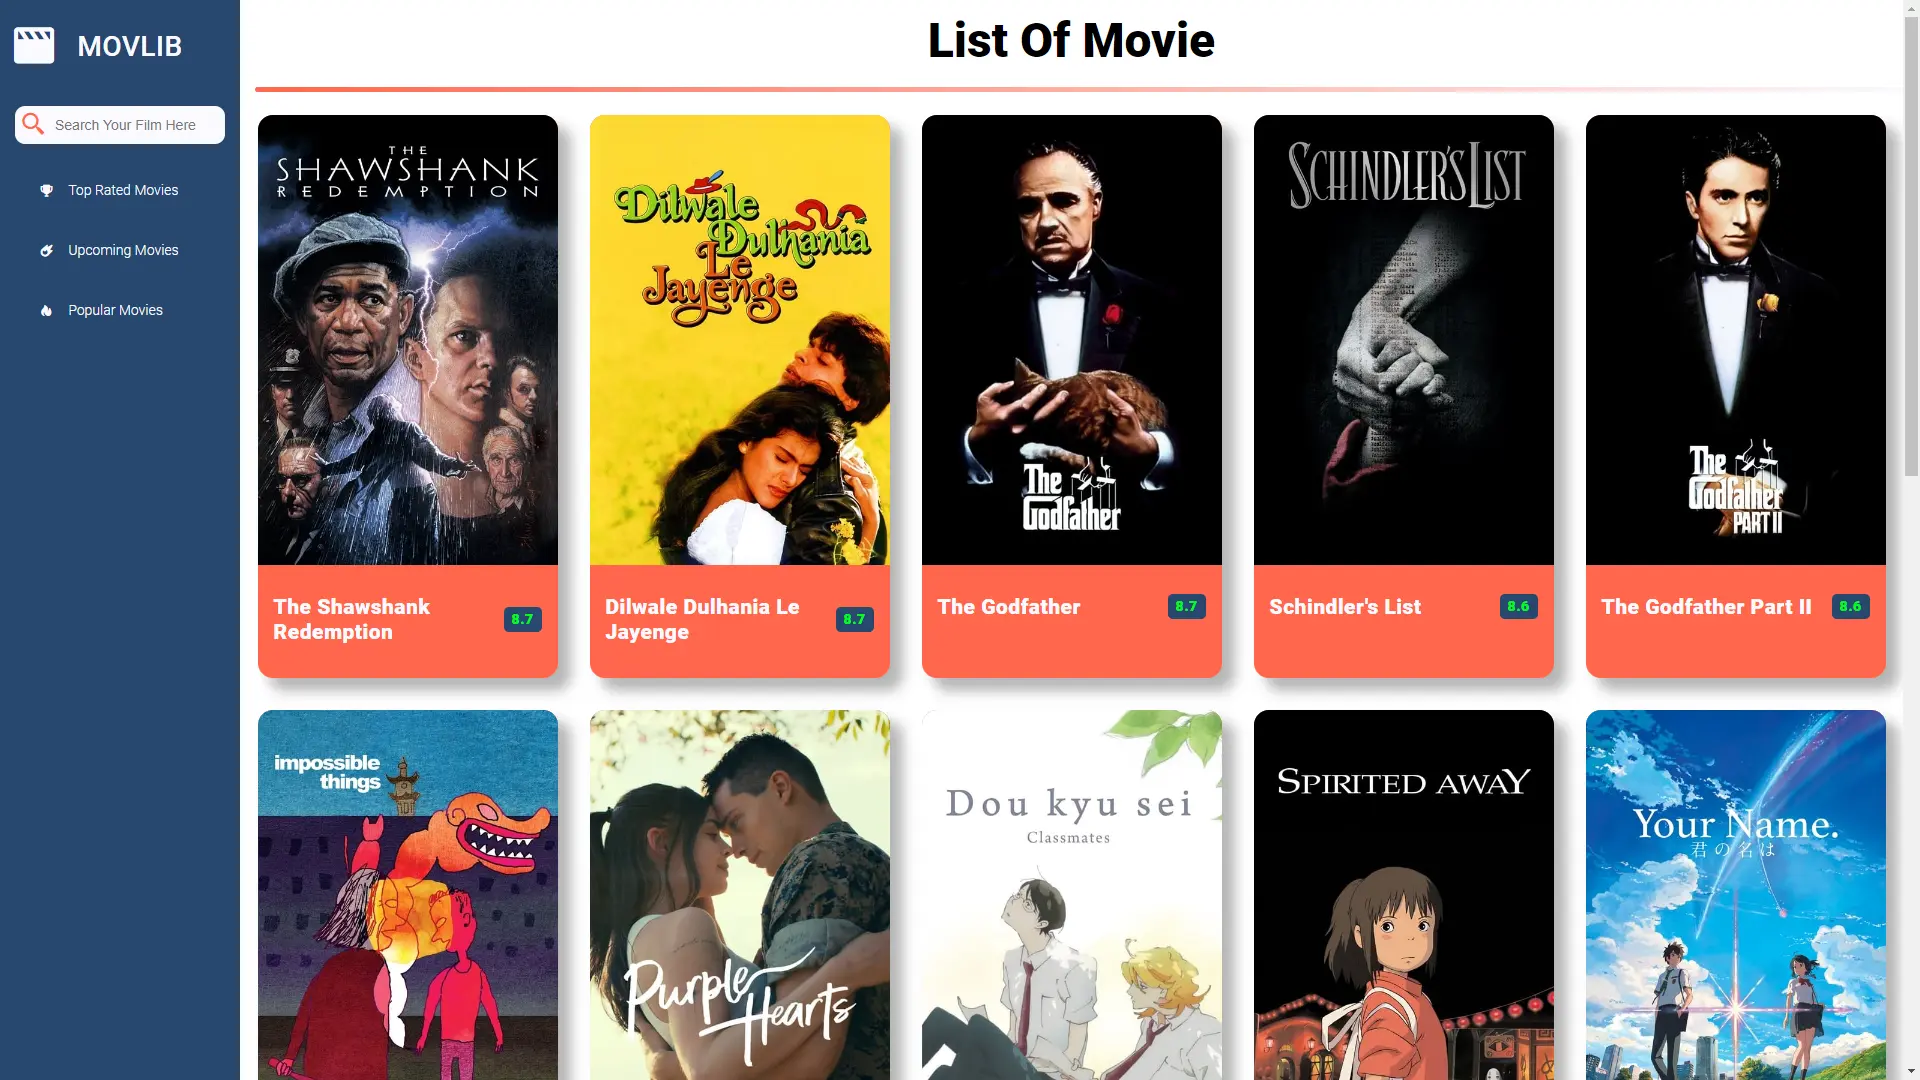 MOVLIB
Search Your Film Here
Top Rated Movies
Upcoming Movies
Popular Movies
List Of Movie
THE
SHAWSHANK
REDEMPTION
The Shawshank
Redemption
8.7
Dilwale
Dulhania
Le
Jayenge
Dilwale Dulhania Le
Jayenge
8.7
The
Godfather
The Godfather
8.7
SCHINDLER'S LIST
Schindler's List
8.6
The
Godfather
PART II
The Godfather Part II
8.6
impossible
things
Purple
Hearts
Dou kyu sei
Classmates
SPIRITED AWAY
Your Name.
君の名は